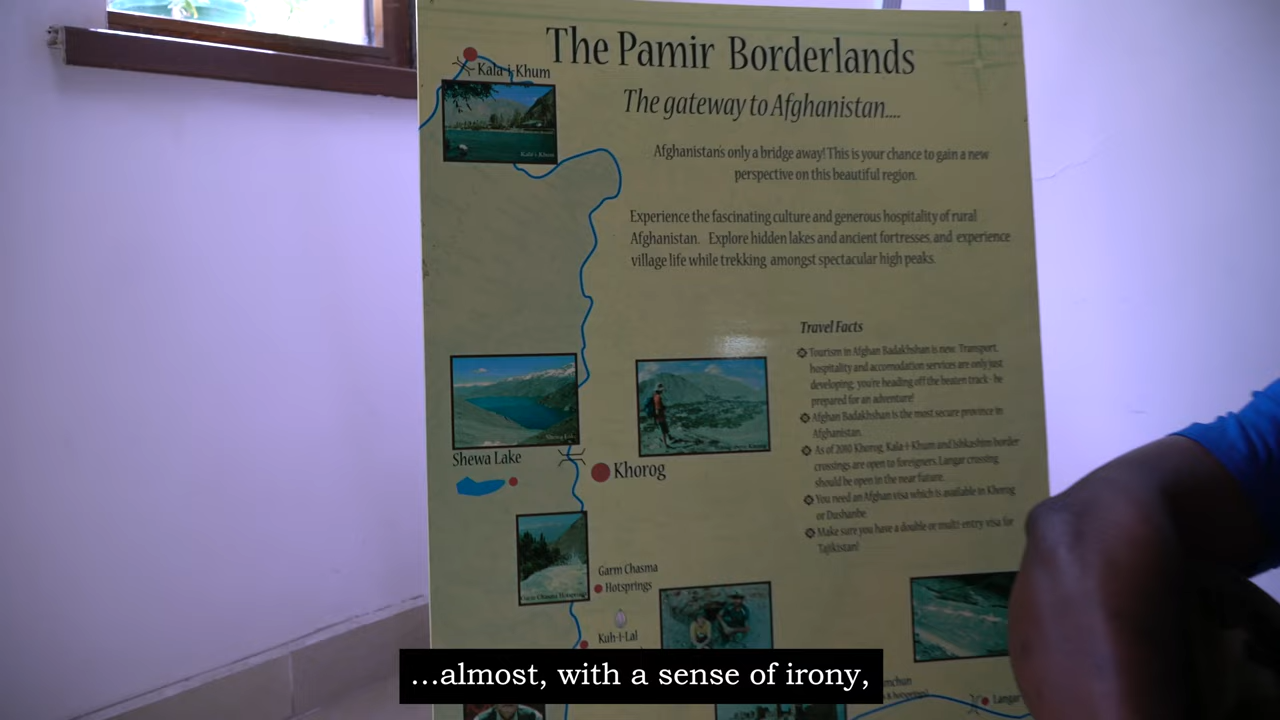 The Pamir Borderlands
Kala-i-Khum
The gateway to Afghanistan....
Kala-i-Khum
Afghanistan's only a bridge away! This is your chance to gain a new
perspective on this beautiful region.
Experience the fascinating culture and generous hospitality of rural
Afghanistan. Explore hidden lakes and ancient fortresses, and experience
village life while trekking amongst spectacular high peaks.
Travel Facts
Tourism in Afghan Badakhshan is new. Transport,
hospitality and accomodation services are only just
developing; you're heading off the beaten track - be
prepared for an adventure!
Afghan Badakhshan is the most secure province in
Afghanistan.
As of 2010 Khorog, Kala-i-Khum and Ishkashim border
crossings are open to foreigners. Langar crossing
should be open in the near future.
You need an Afghan visa which is available in Khorog
or Dushanbe
Make sure you have a double or multi-entry visa for
Tajikistan!
Shewa Lake
Shewa Lake
Khorog
Garm Chasma
Hotsprings
Garm Chasma Hotsprings
Kuh-i-Lal
Langar
...almost, with a sense of irony,